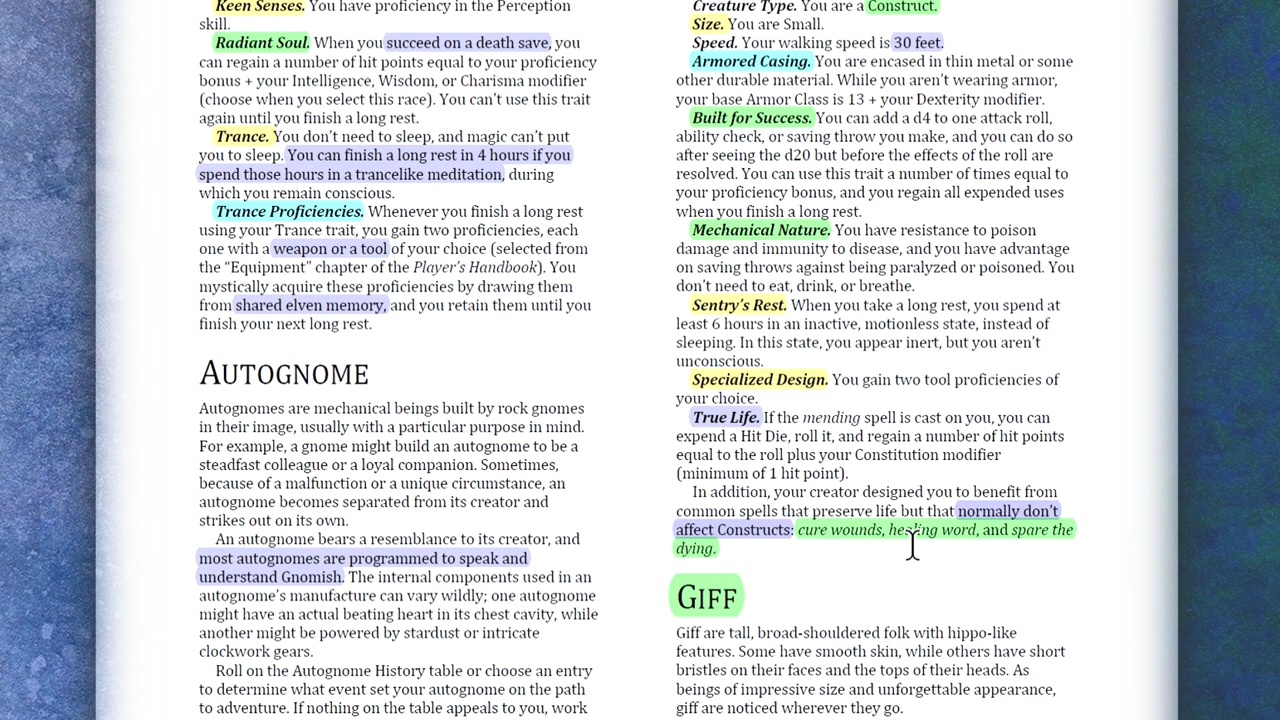 Keen Senses. You have proficiency in the Perception
skill.
Radiant Soul. When you succeed on a death save, you
can regain a number of hit points equal to your proficiency
bonus + your Intelligence, Wisdom, or Charisma modifier
(choose when you select this race). You can't use this trait
again until you finish a long rest.
Trance. You don't need to sleep, and magic can't put
you to sleep. You can finish a long rest in 4 hours if you
spend those hours in a trancelike meditation, during
which you remain conscious.
Trance Proficiencies. Whenever you finish a long rest
using your Trance trait, you gain two proficiencies, each
one with a weapon or a tool of your choice (selected from
the “Equipment” chapter of the Player's Handbook). You
mystically acquire these proficiencies by drawing them
from shared elven memory, and you retain them until you
finish your next long rest.
AUTOGNOME
Autognomes are mechanical beings built by rock gnomes
in their image, usually with a particular purpose in mind.
For example, a gnome might build an autognome to be a
steadfast colleague or a loyal companion. Sometimes,
because of a malfunction or a unique circumstance, an
autognome becomes separated from its creator and
strikes out on its own.
An autognome bears a resemblance to its creator, and
most autognomes are programmed to speak and
understand Gnomish. The internal components used in an
autognome's manufacture can vary wildly; one autognome
might have an actual beating heart in its chest cavity, while
another might be powered by stardust or intricate
clockwork gears.
Roll on the Autognome History table or choose an entry
to determine what event set your autognome on the path
to adventure. If nothing on the table appeals to you, work
Creature Type. You are a Construct.
Size. You are Small.
Speed. Your walking speed is 30 feet.
Armored Casing. You are encased in thin metal or some
other durable material. While you aren't wearing armor,
your base Armor Class is 13 + your Dexterity modifier.
Built for Success. You can add a d4 to one attack roll,
ability check, or saving throw you make, and you can do so
after seeing the d20 but before the effects of the roll are
resolved. You can use this trait a number of times equal to
your proficiency bonus, and you regain all expended uses
when you finish a long rest.
Mechanical Nature. You have resistance to poison
damage and immunity to disease, and you have advantage
on saving throws against being paralyzed or poisoned. You
don't need to eat, drink, or breathe.
Sentry's Rest. When you take a long rest, you spend at
least 6 hours in an inactive, motionless state, instead of
sleeping. In this state, you appear inert, but you aren't
unconscious.
Specialized Design. You gain two tool proficiencies of
your choice.
True Life. If the mending spell is cast on you, you can
expend a Hit Die, roll it, and regain a number of hit points
equal to the roll plus your Constitution modifier
(minimum of 1 hit point).
In addition, your creator designed you to benefit from
common spells that preserve life but that normally don't
affect Constructs: cure wounds, healing word, and spare the
dying.
GIFF
Giff are tall, broad-shouldered folk with hippo-like
features. Some have smooth skin, while others have short
bristles on their faces and the tops of their heads. As
beings of impressive size and unforgettable appearance,
giff are noticed wherever they go.